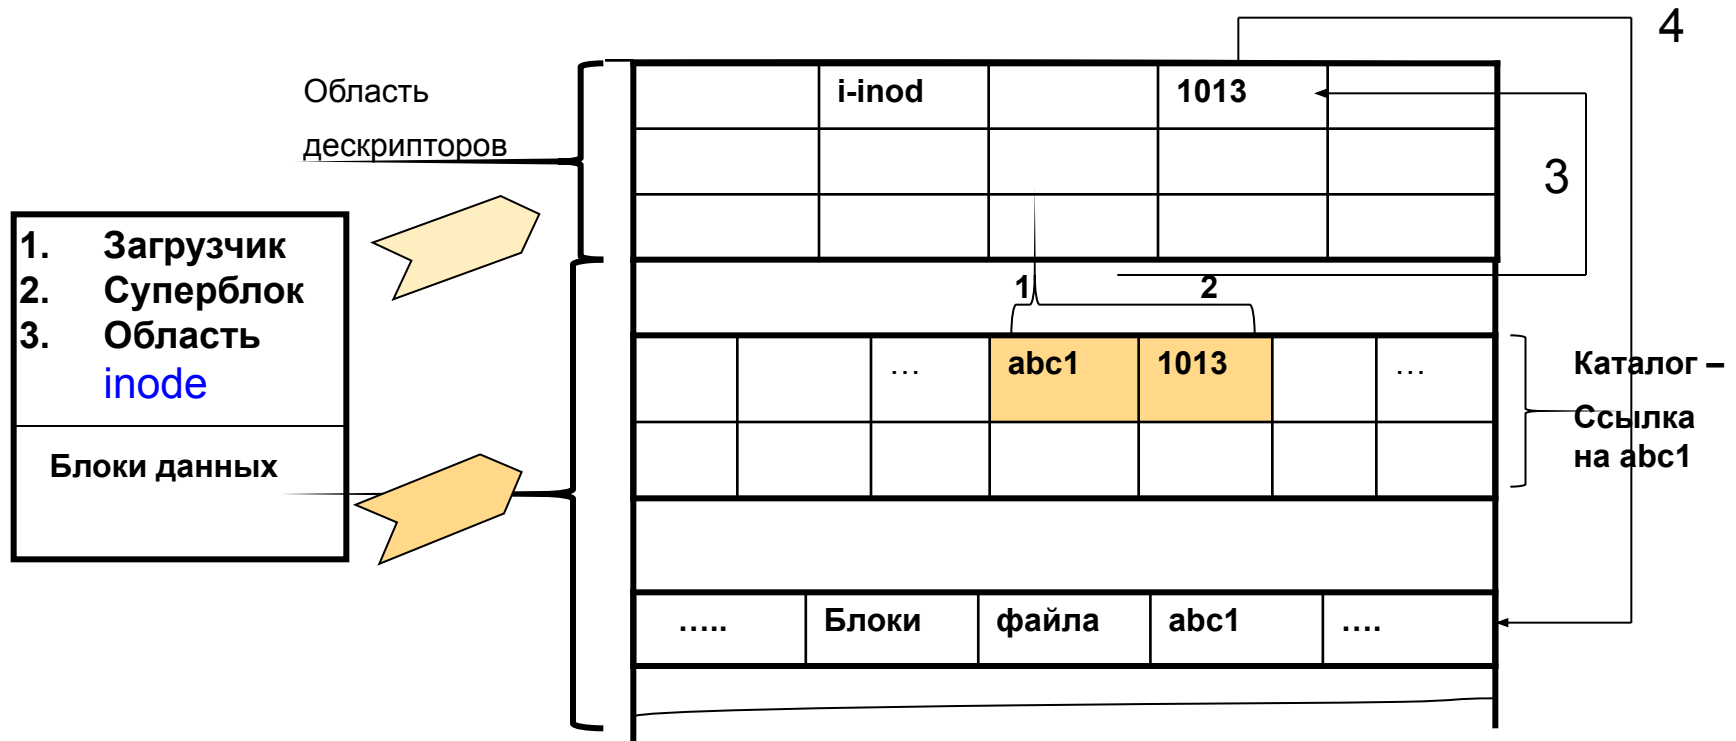 4
Область
дескрипторов
i-inod 1013
3
1. Загрузчик
2. Суперблок
3. Область
inode
Блоки данных
1 2
… abc1 1013 …
Каталог –
Ссылка
на abc1
….. Блоки файла abc1 ….